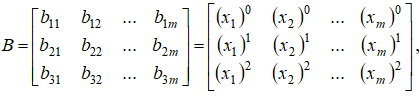 B = [ b₁₁ b₁₂ ... b₁ₘ ] = [ (x₁)⁰ (x₂)⁰ ... (xₘ)⁰ ]
[ b₂₁ b₂₂ ... b₂ₘ ] [ (x₁)¹ (x₂)¹ ... (xₘ)¹ ]
[ b₃₁ b₃₂ ... b₃ₘ ] [ (x₁)² (x₂)² ... (xₘ)² ] ,